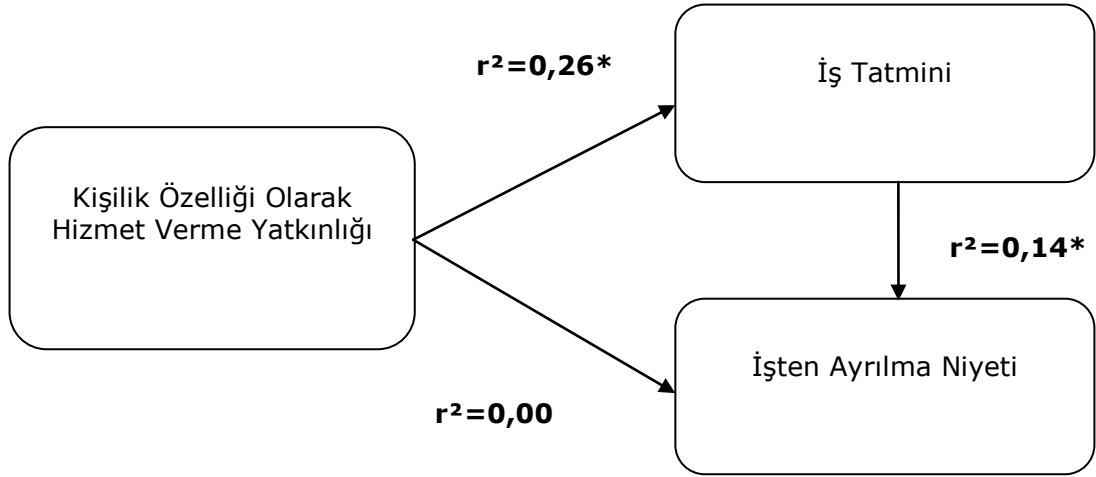 r²=0,26*
İş Tatmini
Kişilik Özelliği Olarak
Hizmet Verme Yatkınlığı
r²=0,14*
İşten Ayrılma Niyeti
r²=0,00